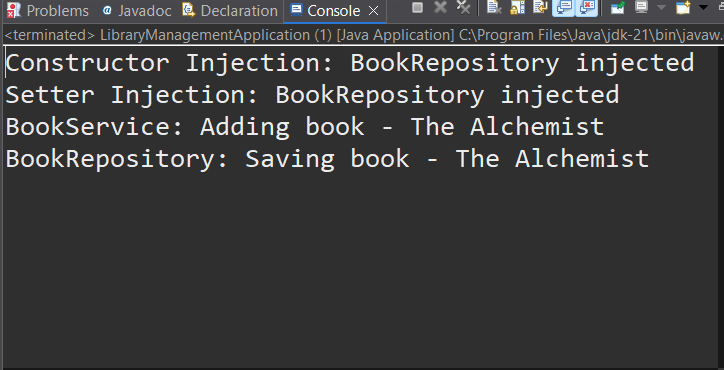 Problems Javadoc Declaration Console
<terminated> LibraryManagementApplication (1) [Java Application] C:\Program Files\Java\jdk-21\bin\javaw.
Constructor Injection: BookRepository injected
Setter Injection: BookRepository injected
BookService: Adding book - The Alchemist
BookRepository: Saving book - The Alchemist